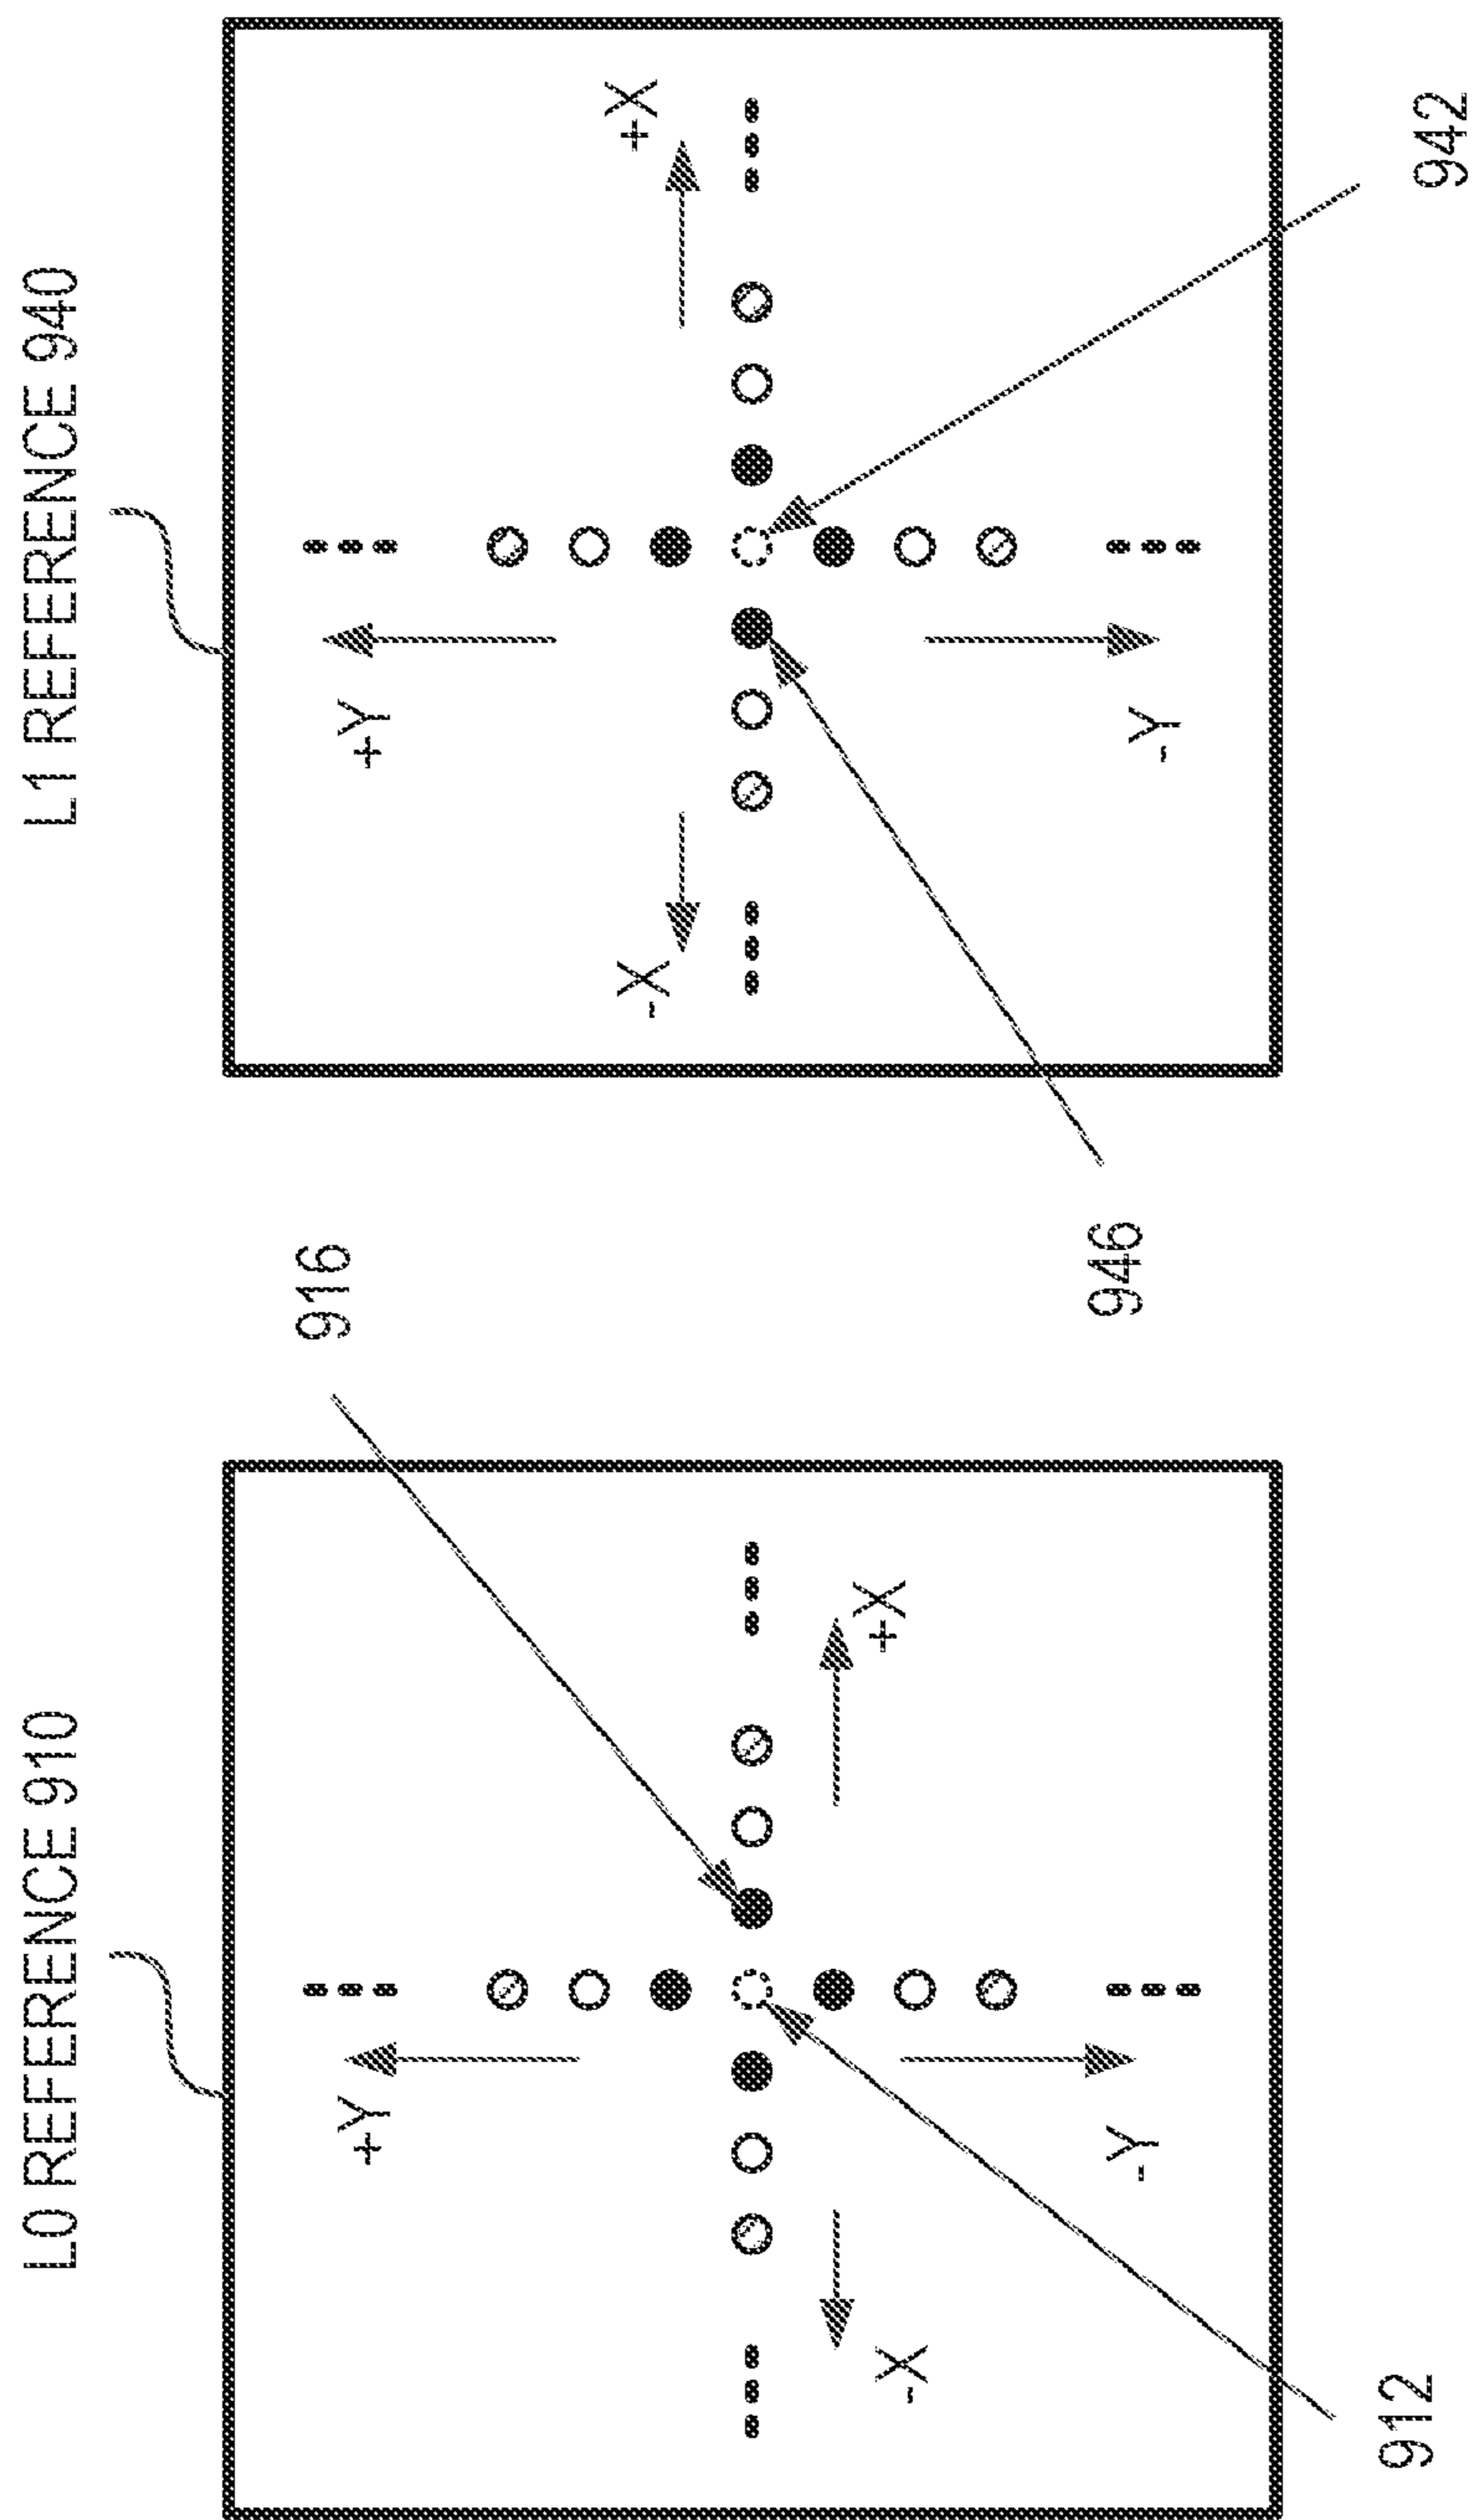 L0 REFERENCE 910
916
+Y
+X
-X
-Y
912
L1 REFERENCE 940
+X
+Y
-X
-Y
946
942